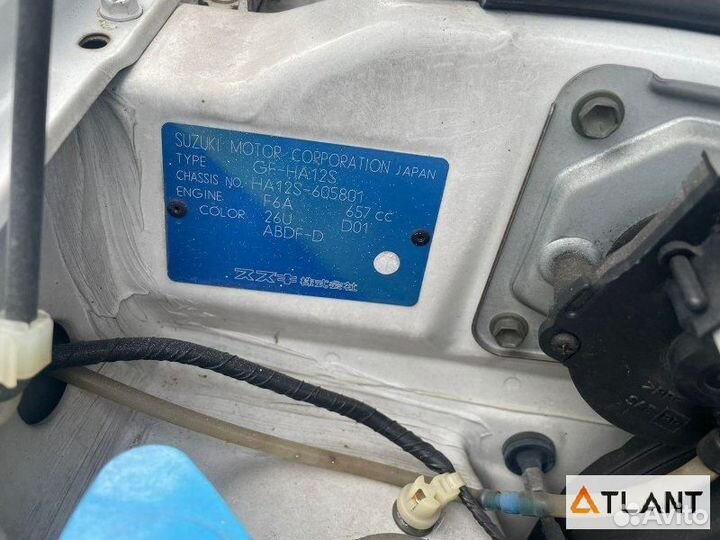 SUZUKI MOTOR CORPORATION JAPAN
TYPE GF-HA12S
CHASSIS NO. HA12S-605801
ENGINE F6A 657 CC
COLOR 26U D01
ABDF-D
スズキ株式会社
ATLANT
Avito